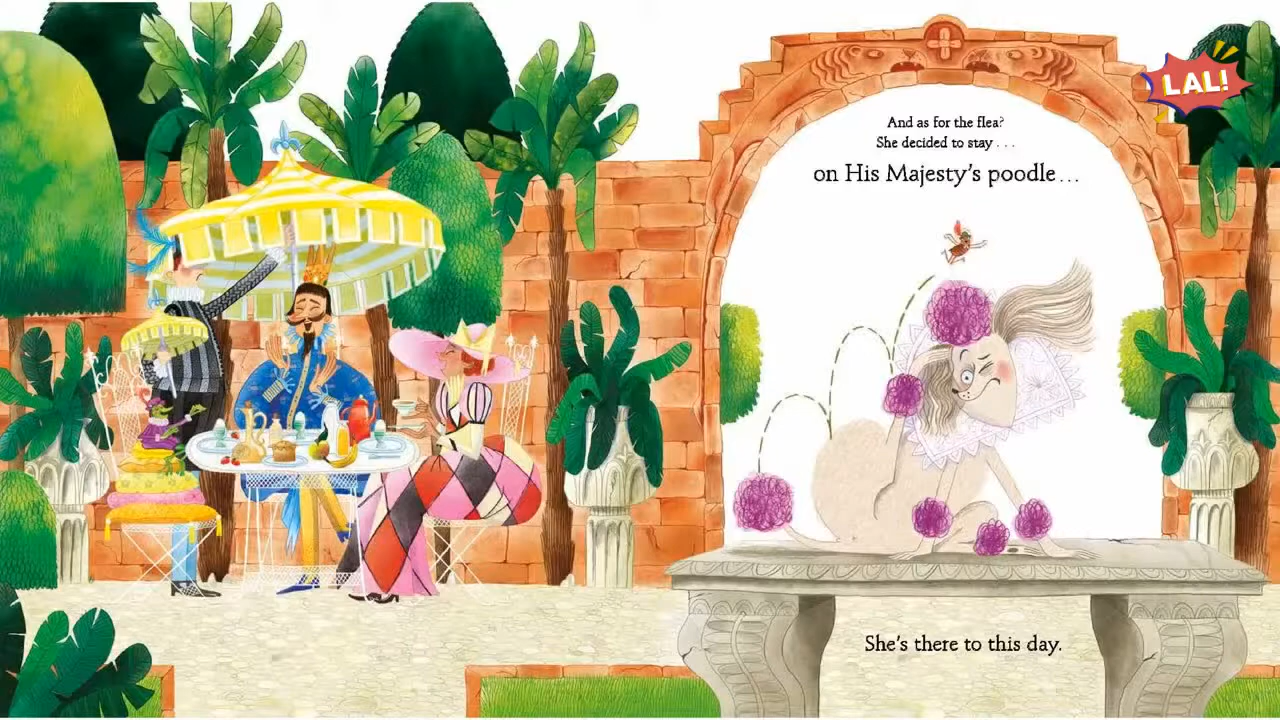 LAL!
And as for the flea?
She decided to stay . . .
on His Majesty's poodle . . .
She's there to this day.